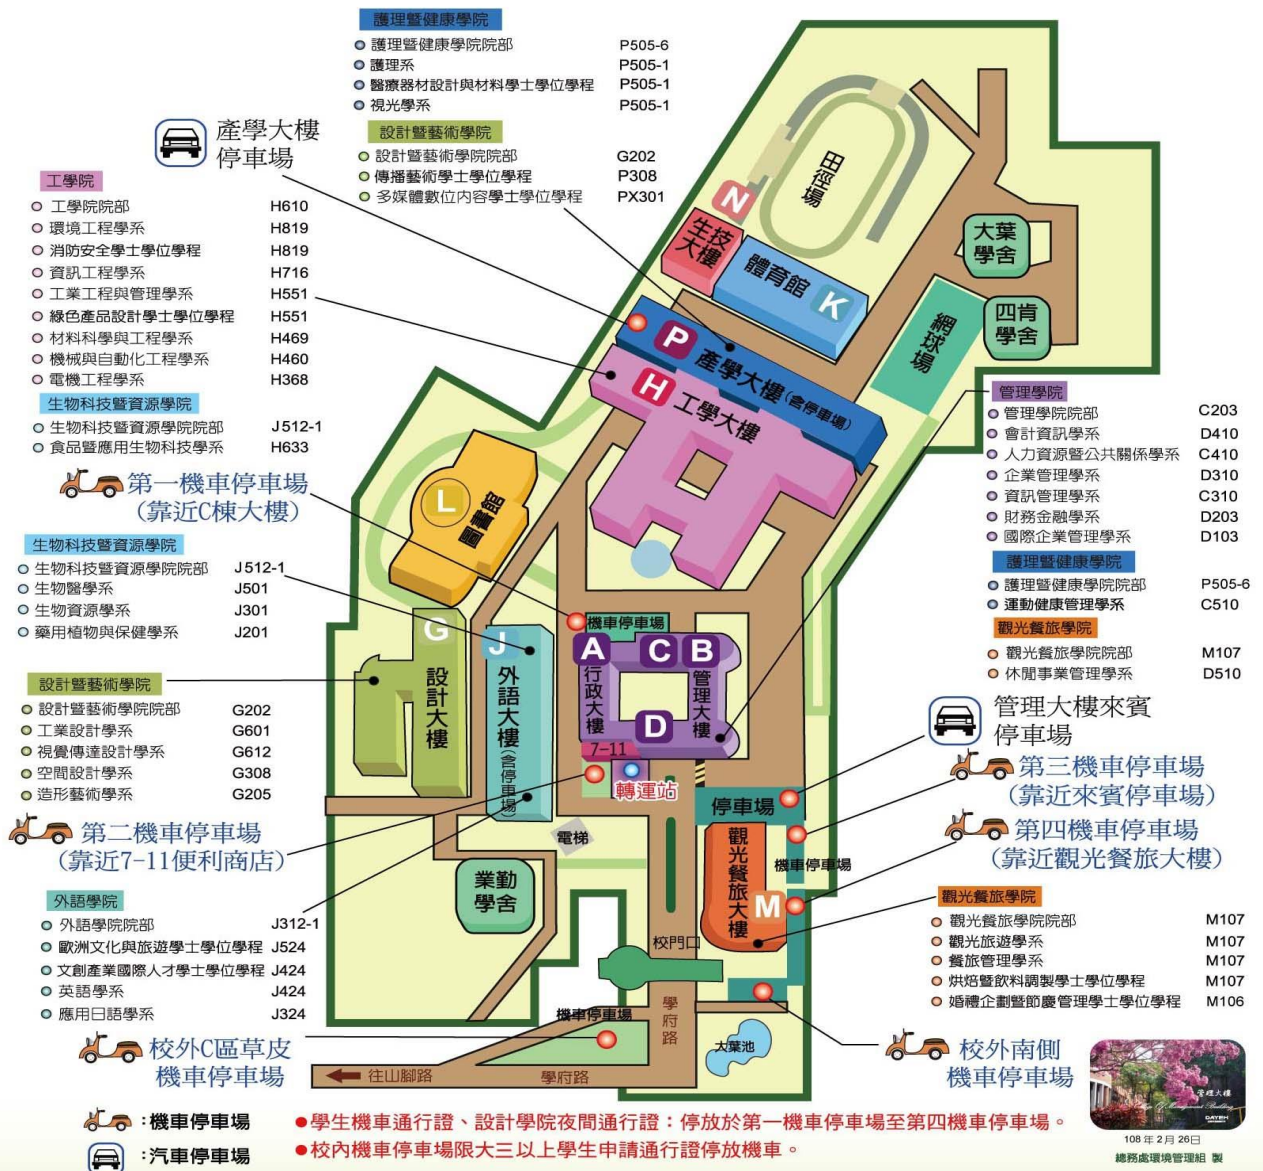 護理暨健康學院
護理暨健康學院院部 P505-6
護理系 P505-1
醫療器材設計與材料學士學位學程 P505-1
視光學系 P505-1
設計暨藝術學院
設計暨藝術學院院部 G202
傳播藝術學士學位學程 P308
多媒體數位內容學士學位學程 PX301
產學大樓
停車場
工學院
工學院院部 H610
環境工程學系 H819
消防安全學士學位學程 H819
資訊工程學系 H716
工業工程與管理學系 H551
綠色產品設計學士學位學程 H551
材料科學與工程學系 H469
機械與自動化工程學系 H460
電機工程學系 H368
生物科技暨資源學院
生物科技暨資源學院院部 J512-1
食品暨應用生物科技學系 H633
第一機車停車場
(靠近C棟大樓)
生物科技暨資源學院
生物科技暨資源學院院部 J512-1
生物醫學系 J501
生物資源學系 J301
藥用植物與保健學系 J201
設計暨藝術學院
設計暨藝術學院院部 G202
工業設計學系 G601
視覺傳達設計學系 G612
空間設計學系 G308
造形藝術學系 G205
第二機車停車場
(靠近7-11便利商店)
外語學院
外語學院院部 J312-1
歐洲文化與旅遊學士學位學程 J524
文創產業國際人才學士學位學程 J424
英語學系 J424
應用日語學系 J324
校外C區草皮
機車停車場
田徑場
N
生技大樓
體育館
K
大葉學舍
四肯學舍
網球場
P
產學大樓(含停車場)
H
工學大樓
L
圖書館
G
設計大樓
J
外語大樓(含停車場)
機車停車場
A
行政大樓
C
B
管理大樓
D
7-11
轉運站
停車場
電梯
觀光餐旅大樓
M
機車停車場
業勤學舍
校門口
學府路
機車停車場
大葉池
往山腳路
學府路
管理學院
管理學院院部 C203
會計資訊學系 D410
人力資源暨公共關係學系 C410
企業管理學系 D310
資訊管理學系 C310
財務金融學系 D203
國際企業管理學系 D103
護理暨健康學院
護理暨健康學院院部 P505-6
運動健康管理學系 C510
觀光餐旅學院
觀光餐旅學院院部 M107
休閒事業管理學系 D510
管理大樓來賓
停車場
第三機車停車場
(靠近來賓停車場)
第四機車停車場
(靠近觀光餐旅大樓)
觀光餐旅學院
觀光餐旅學院院部 M107
觀光旅遊學系 M107
餐旅管理學系 M107
烘焙暨飲料調製學士學位學程 M107
婚禮企劃暨節慶管理學士學位學程 M106
校外南側
機車停車場
管理大樓
DAYEH
108年2月26日
總務處環境管理組 製
:機車停車場
:汽車停車場
●學生機車通行證、設計學院夜間通行證：停放於第一機車停車場至第四機車停車場。
●校內機車停車場限大三以上學生申請通行證停放機車。